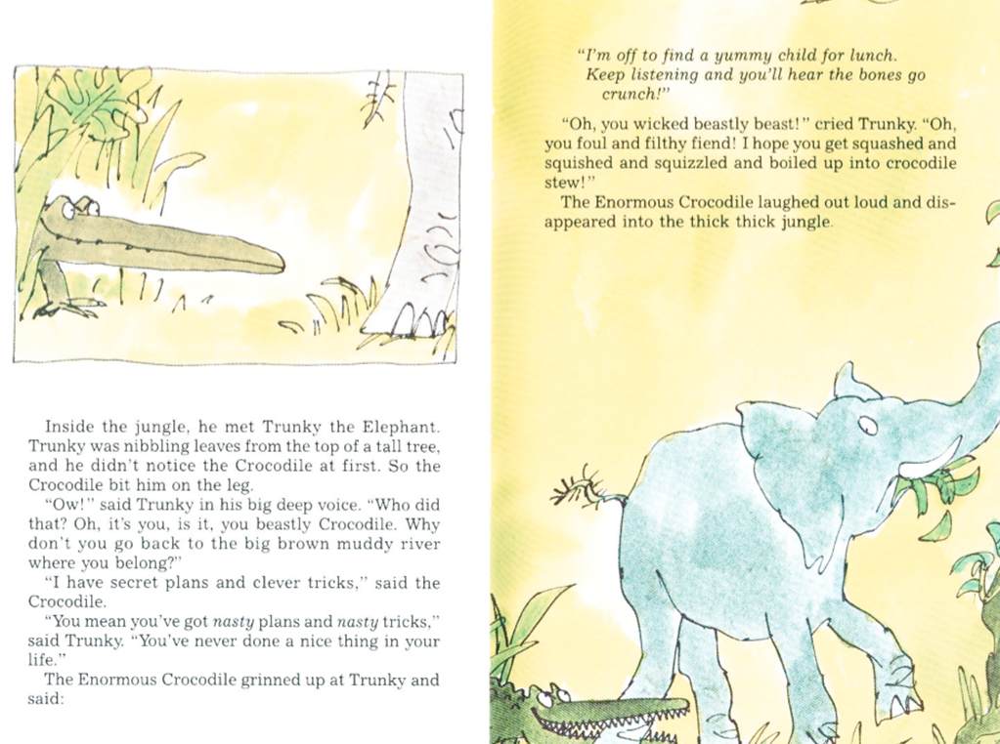 Inside the jungle, he met Trunky the Elephant.
Trunky was nibbling leaves from the top of a tall tree,
and he didn't notice the Crocodile at first. So the
Crocodile bit him on the leg.
"Ow!" said Trunky in his big deep voice. "Who did
that? Oh, it's you, is it, you beastly Crocodile. Why
don't you go back to the big brown muddy river
where you belong?"
"I have secret plans and clever tricks," said the
Crocodile.
"You mean you've got nasty plans and nasty tricks,"
said Trunky. "You've never done a nice thing in your
life."
The Enormous Crocodile grinned up at Trunky and
said:
"I'm off to find a yummy child for lunch.
Keep listening and you'll hear the bones go
crunch!"
"Oh, you wicked beastly beast!" cried Trunky. "Oh,
you foul and filthy fiend! I hope you get squashed and
squished and squizzled and boiled up into crocodile
stew!"
The Enormous Crocodile laughed out loud and dis-
appeared into the thick thick jungle.